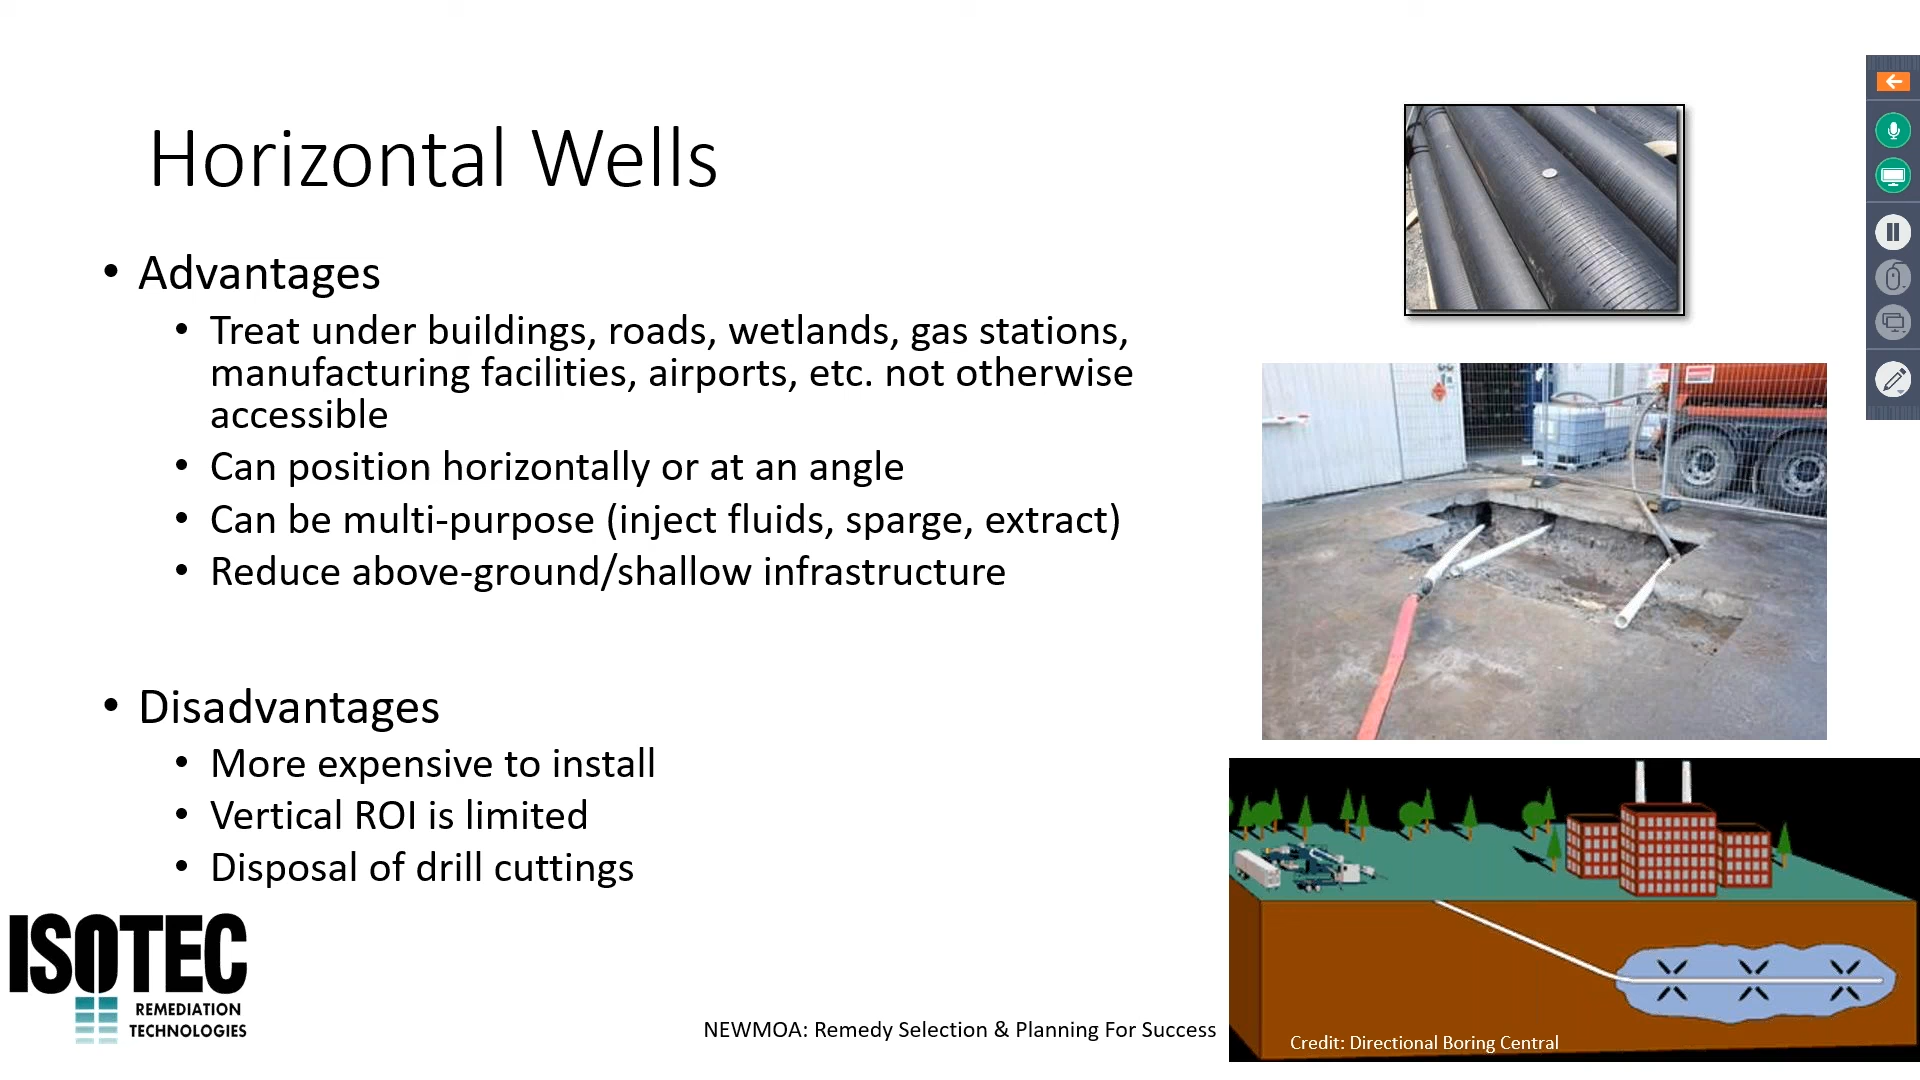 Horizontal Wells
• Advantages
• Treat under buildings, roads, wetlands, gas stations,
manufacturing facilities, airports, etc. not otherwise
accessible
• Can position horizontally or at an angle
• Can be multi-purpose (inject fluids, sparge, extract)
• Reduce above-ground/shallow infrastructure
• Disadvantages
• More expensive to install
• Vertical ROI is limited
• Disposal of drill cuttings
ISOTEC
REMEDIATION
TECHNOLOGIES
NEWMOA: Remedy Selection & Planning For Success
Credit: Directional Boring Central